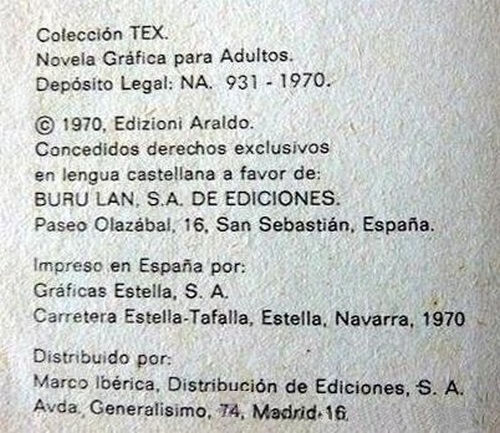 Colección TEX.
Novela Gráfica para Adultos.
Depósito Legal: NA. 931 - 1970.
© 1970, Edizioni Araldo.
Concedidos derechos exclusivos
en lengua castellana a favor de:
BURU LAN, S.A. DE EDICIONES.
Paseo Olazábal, 16, San Sebastián, España.
Impreso en España por:
Gráficas Estella, S. A.
Carretera Estella-Tafalla, Estella, Navarra, 1970
Distribuido por:
Marco Ibérica, Distribución de Ediciones, S. A.
Avda. Generalisimo, 74, Madrid-16.